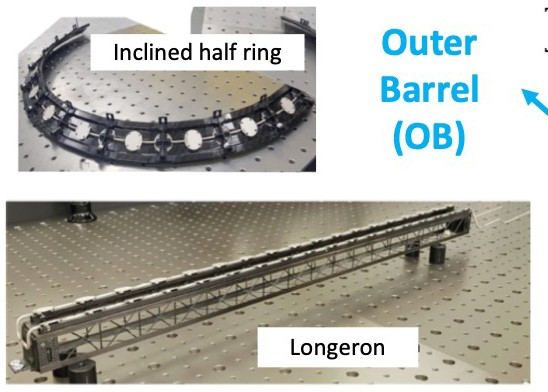 Inclined half ring
Outer
Barrel
(OB)
Longeron